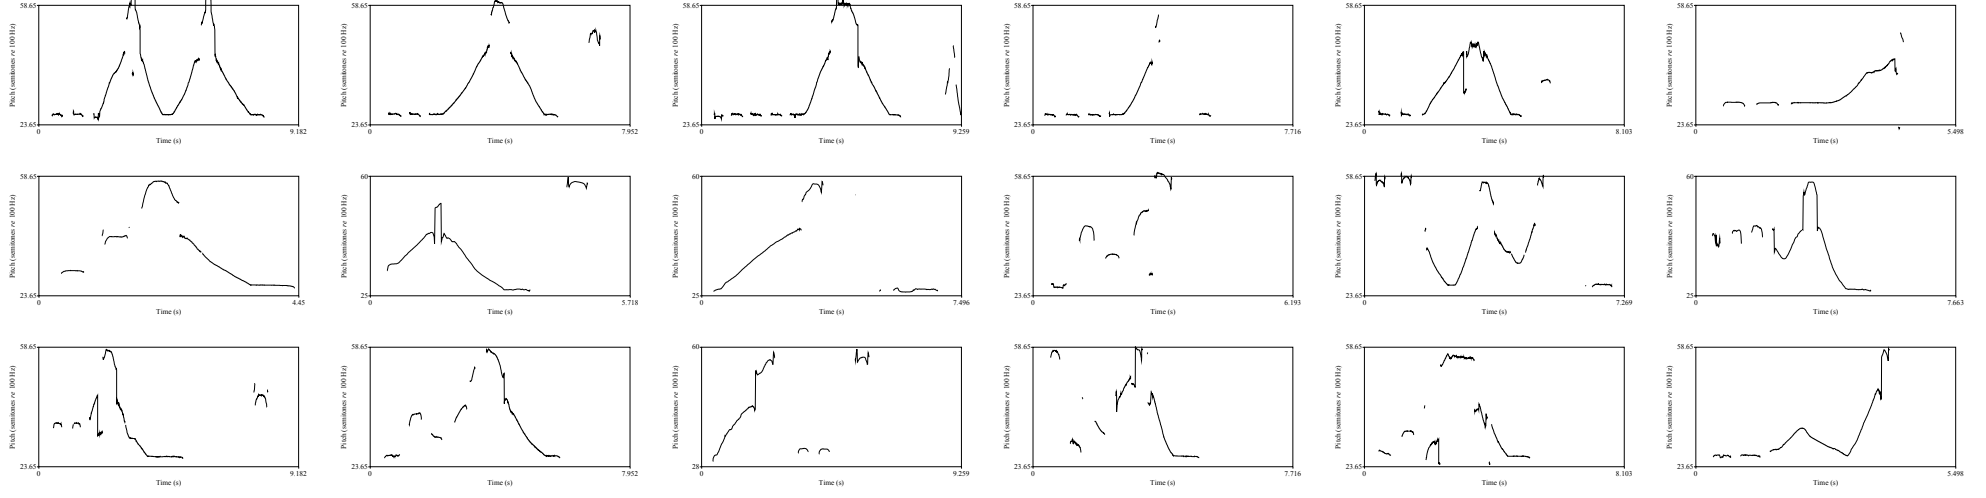 58.65 58.65 58.65 58.65 58.65 58.65
Pitch (semitones re 100 Hz) Pitch (semitones re 100 Hz) Pitch (semitones re 100 Hz) Pitch (semitones re 100 Hz) Pitch (semitones re 100 Hz) Pitch (semitones re 100 Hz)
23.65 23.65 23.65 23.65 23.65 23.65
0 9.182 0 7.952 0 9.259 0 7.716 0 8.103 0 5.498
Time (s) Time (s) Time (s) Time (s) Time (s) Time (s)
58.65 60 60 58.65 58.65 60
Pitch (semitones re 100 Hz) Pitch (semitones re 100 Hz) Pitch (semitones re 100 Hz) Pitch (semitones re 100 Hz) Pitch (semitones re 100 Hz) Pitch (semitones re 100 Hz)
23.65 25 25 23.65 23.65 25
0 4.45 0 5.718 0 7.496 0 6.193 0 7.269 0 7.663
Time (s) Time (s) Time (s) Time (s) Time (s) Time (s)
58.65 58.65 60 58.65 58.65 58.65
Pitch (semitones re 100 Hz) Pitch (semitones re 100 Hz) Pitch (semitones re 100 Hz) Pitch (semitones re 100 Hz) Pitch (semitones re 100 Hz) Pitch (semitones re 100 Hz)
23.65 23.65 28 23.65 23.65 23.65
0 9.182 0 7.952 0 9.259 0 7.716 0 8.103 0 5.498
Time (s) Time (s) Time (s) Time (s) Time (s) Time (s)